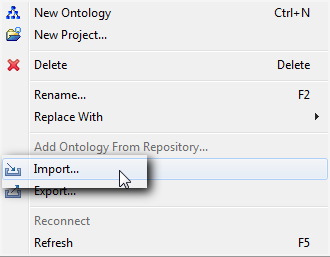 New Ontology Ctrl+N
New Project...
Delete Delete
Rename... F2
Replace With
Add Ontology From Repository...
Import...
Export...
Reconnect
Refresh F5